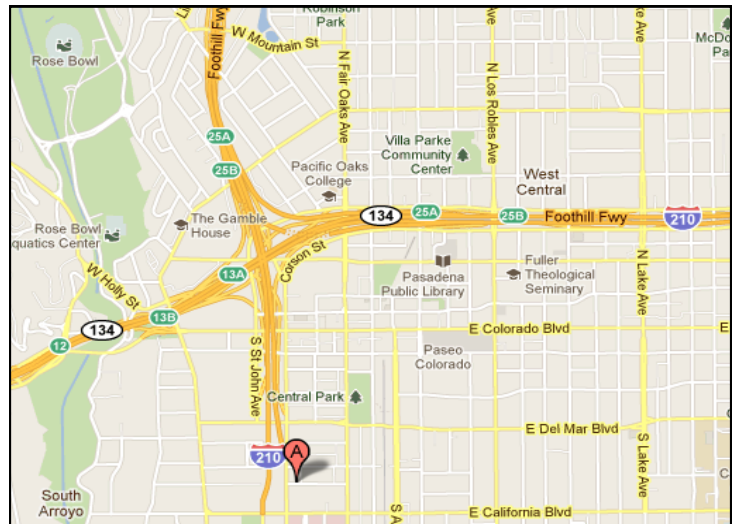 Robinson
Park
W Mountain St
Foothill Fwy
Rose Bowl
N Fair Oaks Ave
N Los Robles Ave
N Lake Ave
25A
Villa Parke
Community
Center
25B
Pacific Oaks
College
West
Central
134
25A
25B
Foothill Fwy
210
The Gamble
House
Rose Bowl
quatics Center
Corson St
13A
Pasadena
Public Library
Fuller
Theological
Seminary
W Holly St
13B
134
12
E Colorado Blvd
E
S St John Ave
Paseo
Colorado
Central Park
E Del Mar Blvd
S Lake Ave
210
A
South
Arroyo
S A
E California Blvd
C